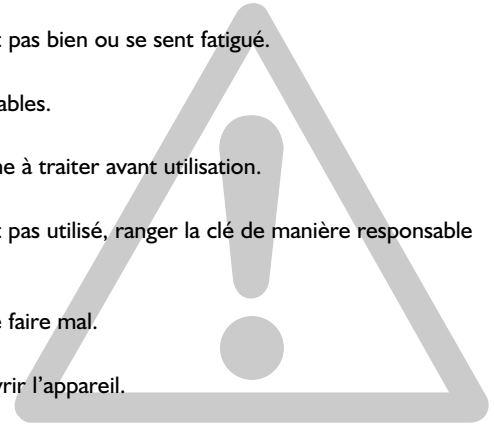 t pas bien ou se sent fatigué.
ables.
ne à traiter avant utilisation.
t pas utilisé, ranger la clé de manière responsable
e faire mal.
vrir l’appareil.